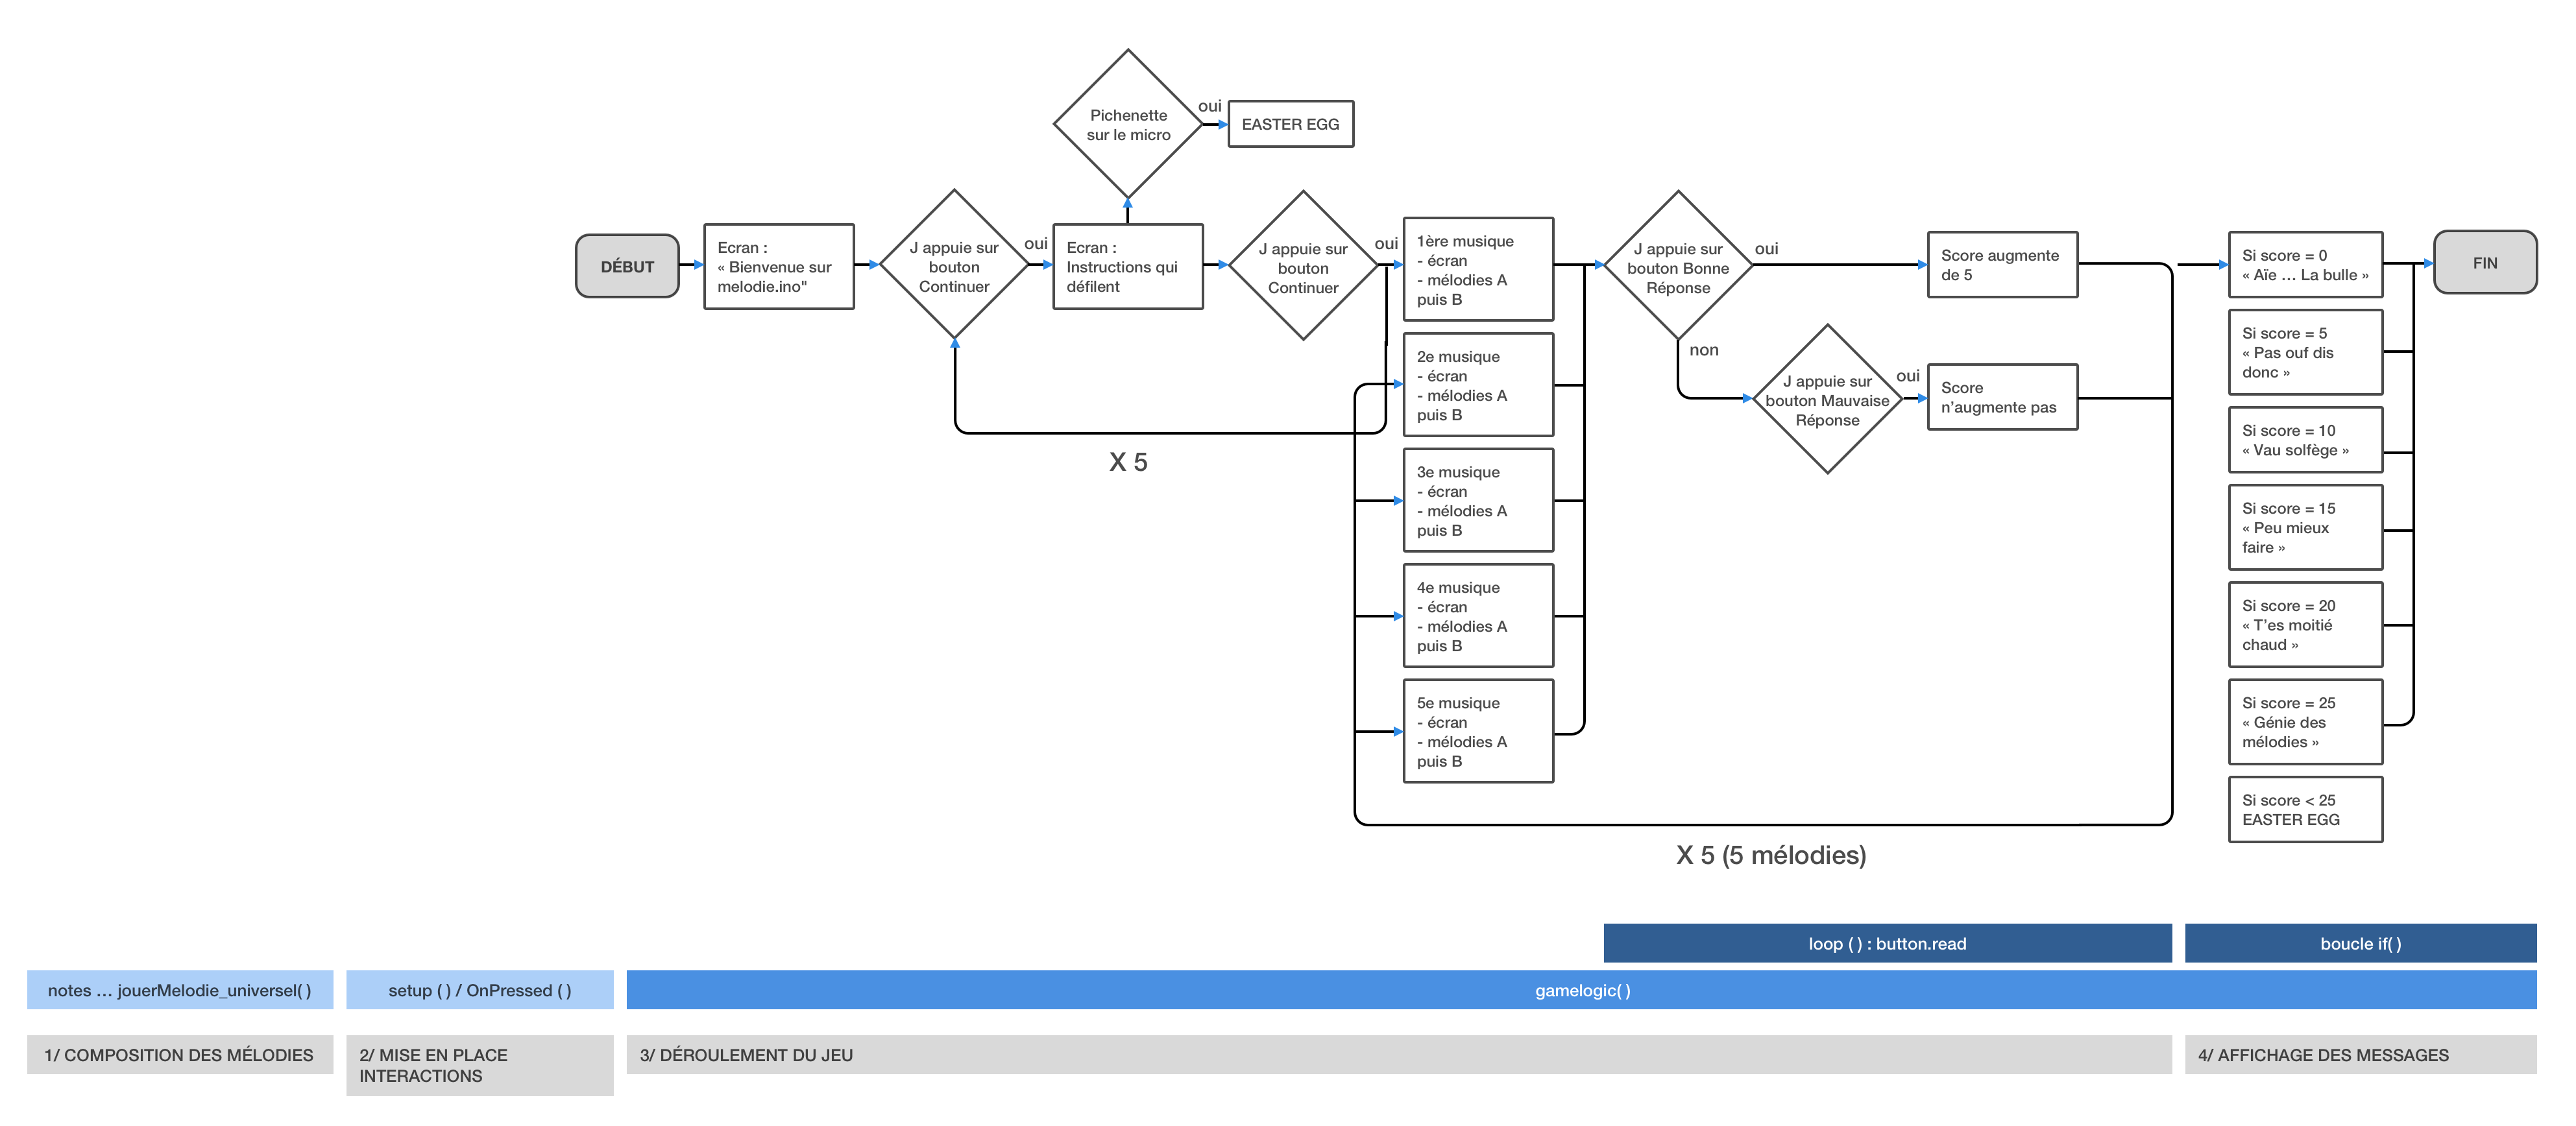 Pichenette
sur le micro
oui
EASTER EGG
DÉBUT
Ecran :
« Bienvenue sur
melodie.ino"
J appuie sur
bouton
Continuer
oui
Ecran :
Instructions qui
défilent
J appuie sur
bouton
Continuer
oui
X 5
1ère musique
- écran
- mélodies A
puis B
2e musique
- écran
- mélodies A
puis B
3e musique
- écran
- mélodies A
puis B
4e musique
- écran
- mélodies A
puis B
5e musique
- écran
- mélodies A
puis B
J appuie sur
bouton Bonne
Réponse
oui
non
Score augmente
de 5
J appuie sur
bouton Mauvaise
Réponse
oui
Score
n’augmente pas
X 5 (5 mélodies)
Si score = 0
« Aïe … La bulle »
Si score = 5
« Pas ouf dis
donc »
Si score = 10
« Vau solfège »
Si score = 15
« Peu mieux
faire »
Si score = 20
« T’es moitié
chaud »
Si score = 25
« Génie des
mélodies »
Si score < 25
EASTER EGG
FIN
loop ( ) : button.read
boucle if( )
notes … jouerMelodie_universel( )
setup ( ) / OnPressed ( )
gamelogic( )
1/ COMPOSITION DES MÉLODIES
2/ MISE EN PLACE
INTERACTIONS
3/ DÉROULEMENT DU JEU
4/ AFFICHAGE DES MESSAGES